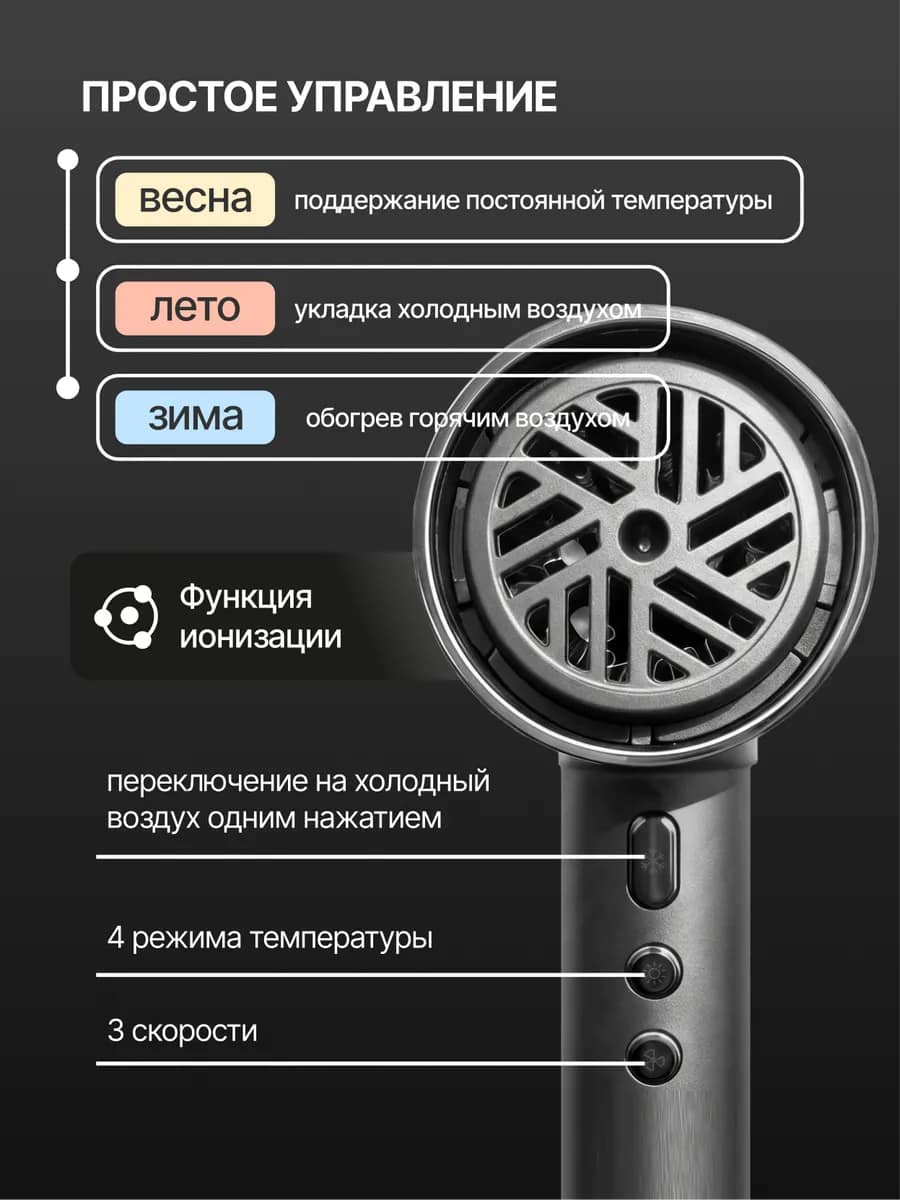 ПРОСТОЕ УПРАВЛЕНИЕ
весна поддержание постоянной температуры
лето укладка холодным воздухом
зима обогрев горячим воздухом
Функция
ионизации
переключение на холодный
воздух одним нажатием
4 режима температуры
3 скорости